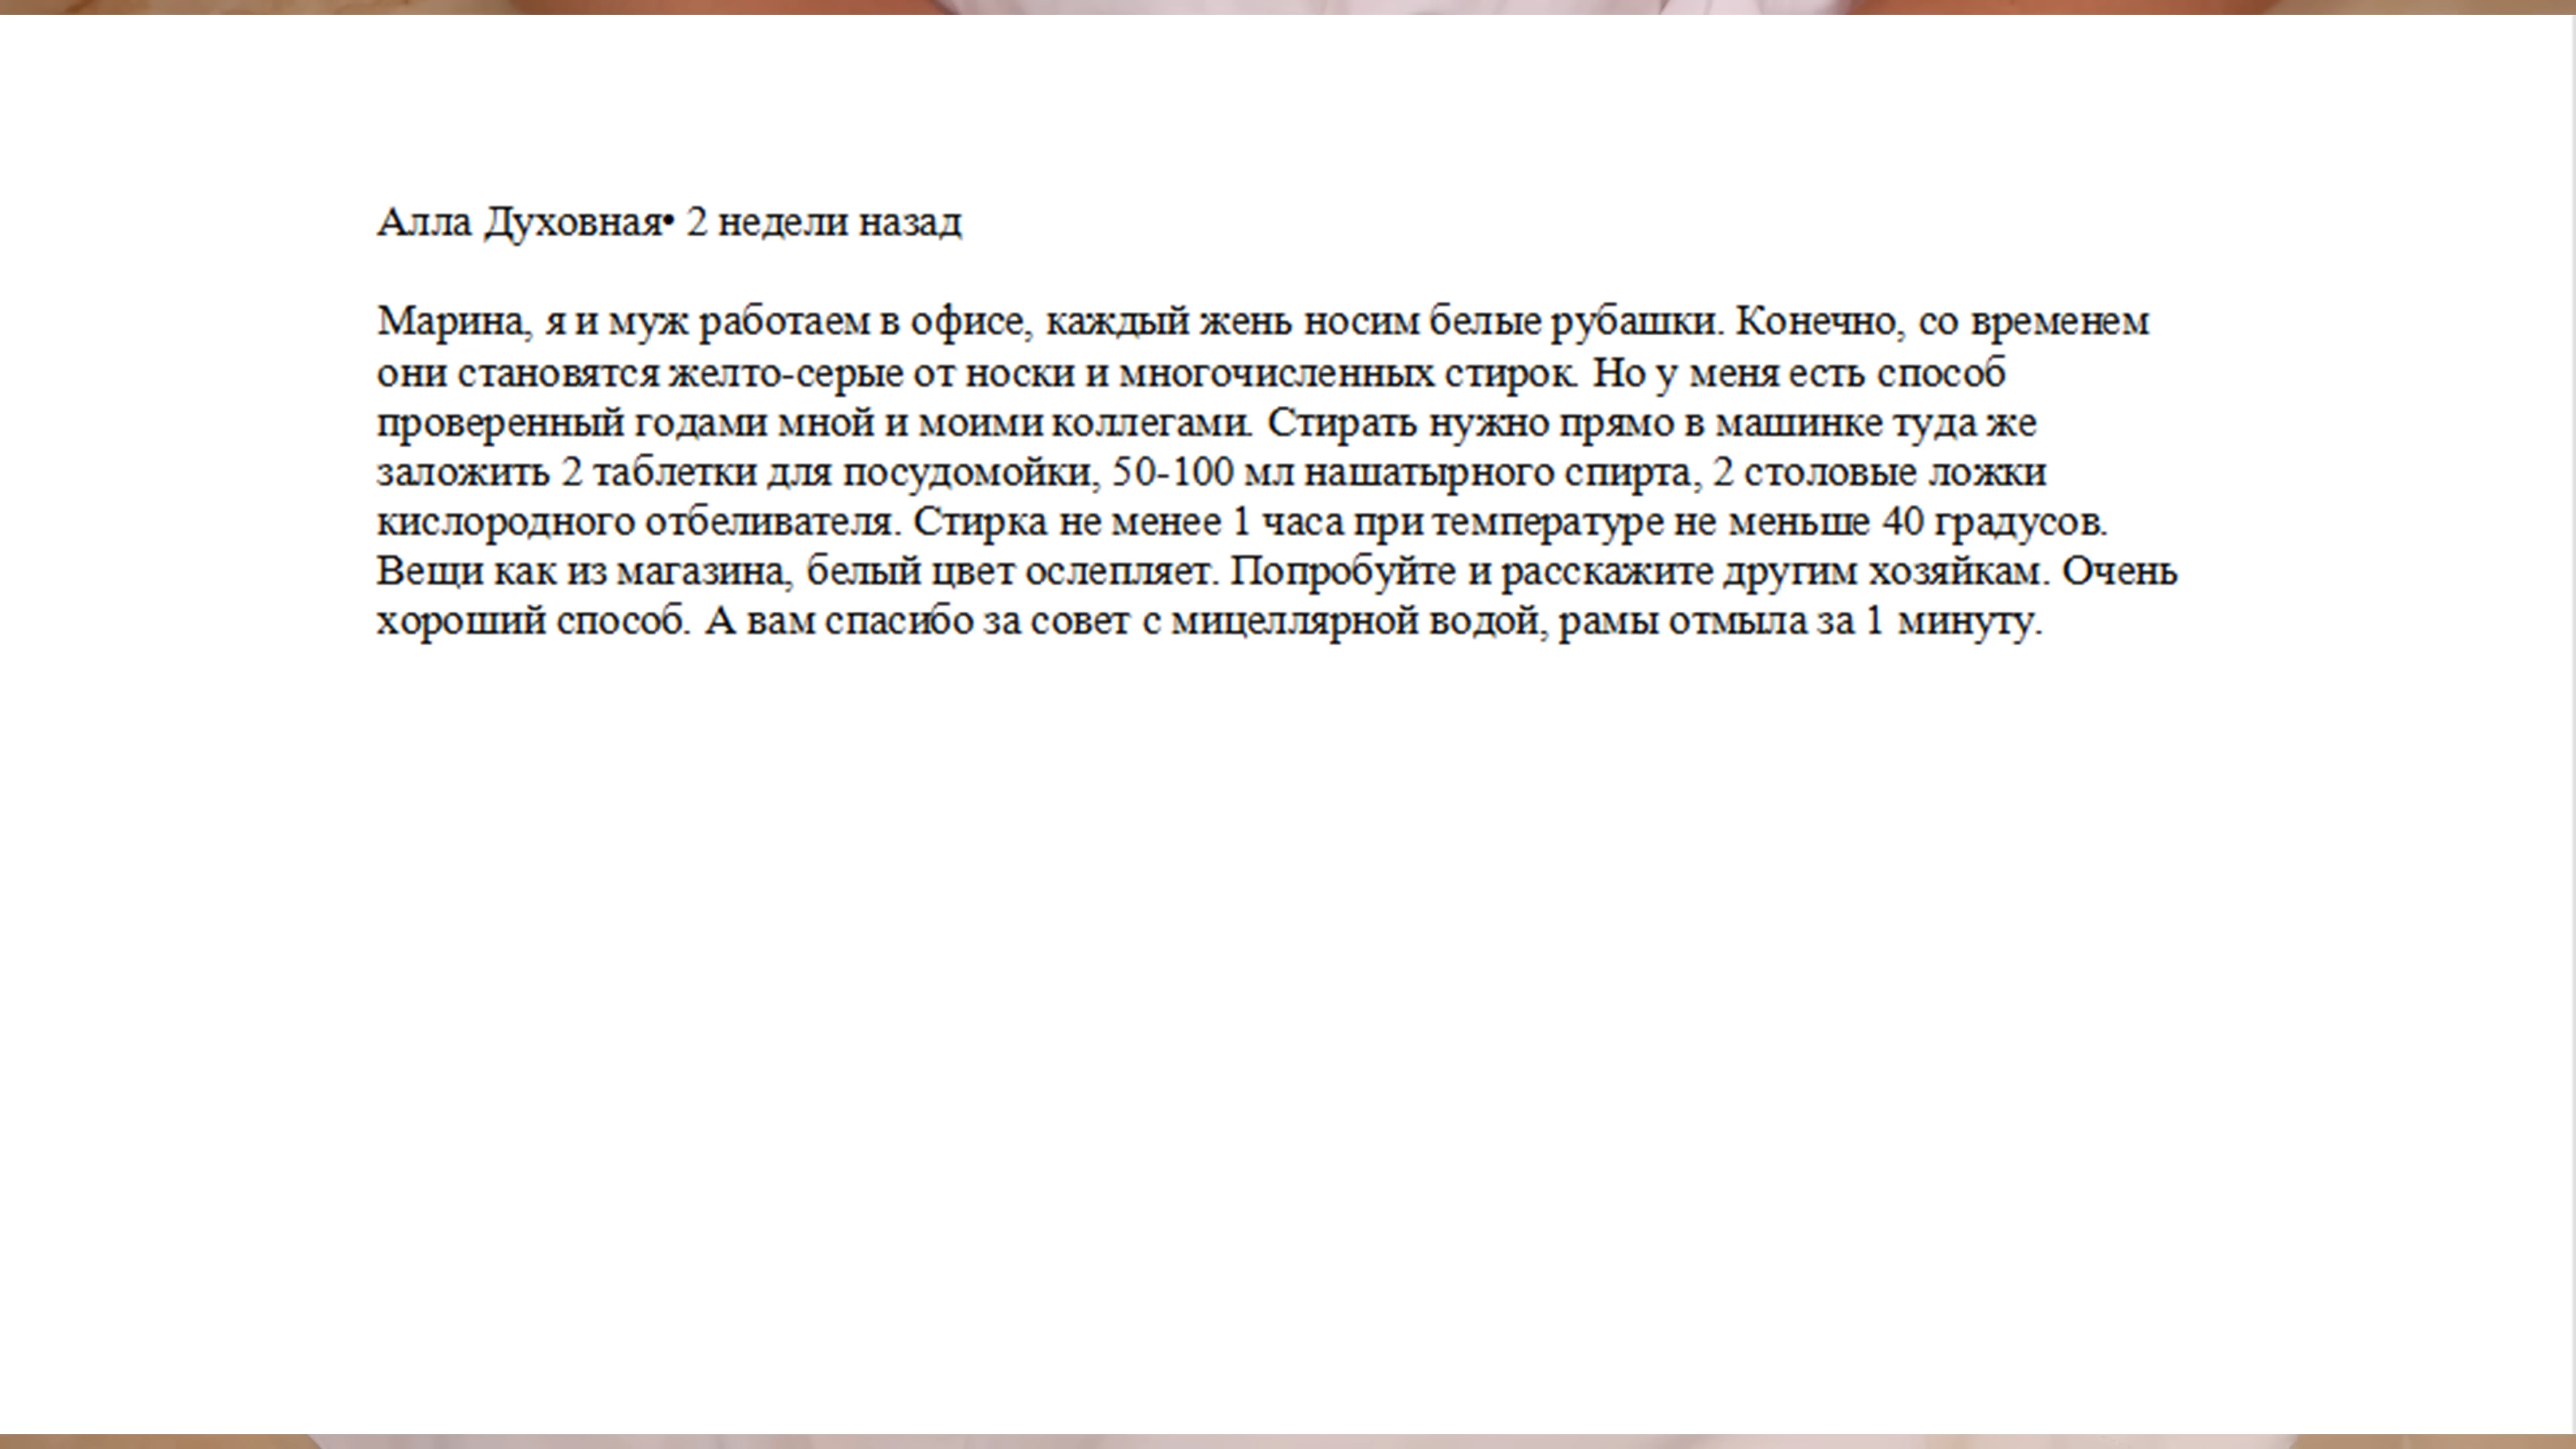 Алла Духовная• 2 недели назад
Марина, я и муж работаем в офисе, каждый жень носим белые рубашки. Конечно, со временем
они становятся желто-серые от носки и многочисленных стирок. Но у меня есть способ
проверенный годами мной и моими коллегами. Стирать нужно прямо в машинке туда же
заложить 2 таблетки для посудомойки, 50-100 мл нашатырного спирта, 2 столовые ложки
кислородного отбеливателя. Стирка не менее 1 часа при температуре не меньше 40 градусов.
Вещи как из магазина, белый цвет ослепляет. Попробуйте и расскажите другим хозяйкам. Очень
хороший способ. А вам спасибо за совет с мицеллярной водой, рамы отмыла за 1 минуту.